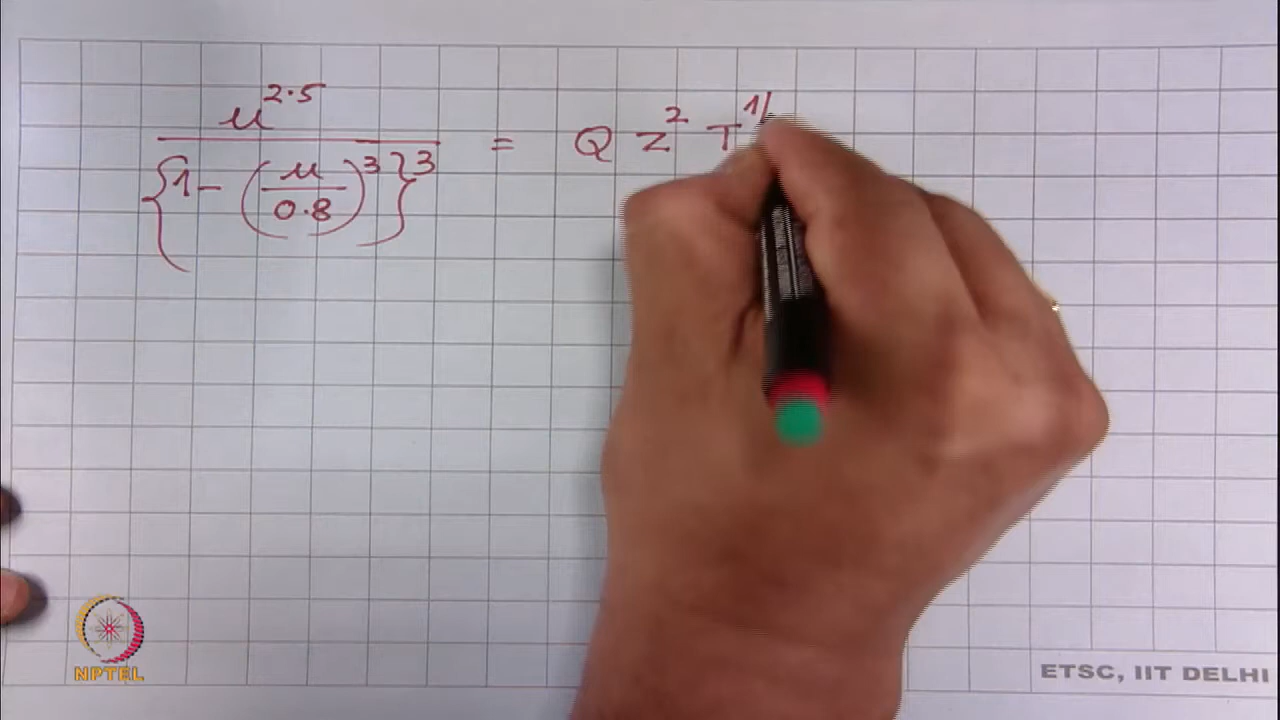 u^2.5 / {1 - (u/0.8)^3}^3 = Q Z^2 T^1/
NPTEL
ETSC, IIT DELHI